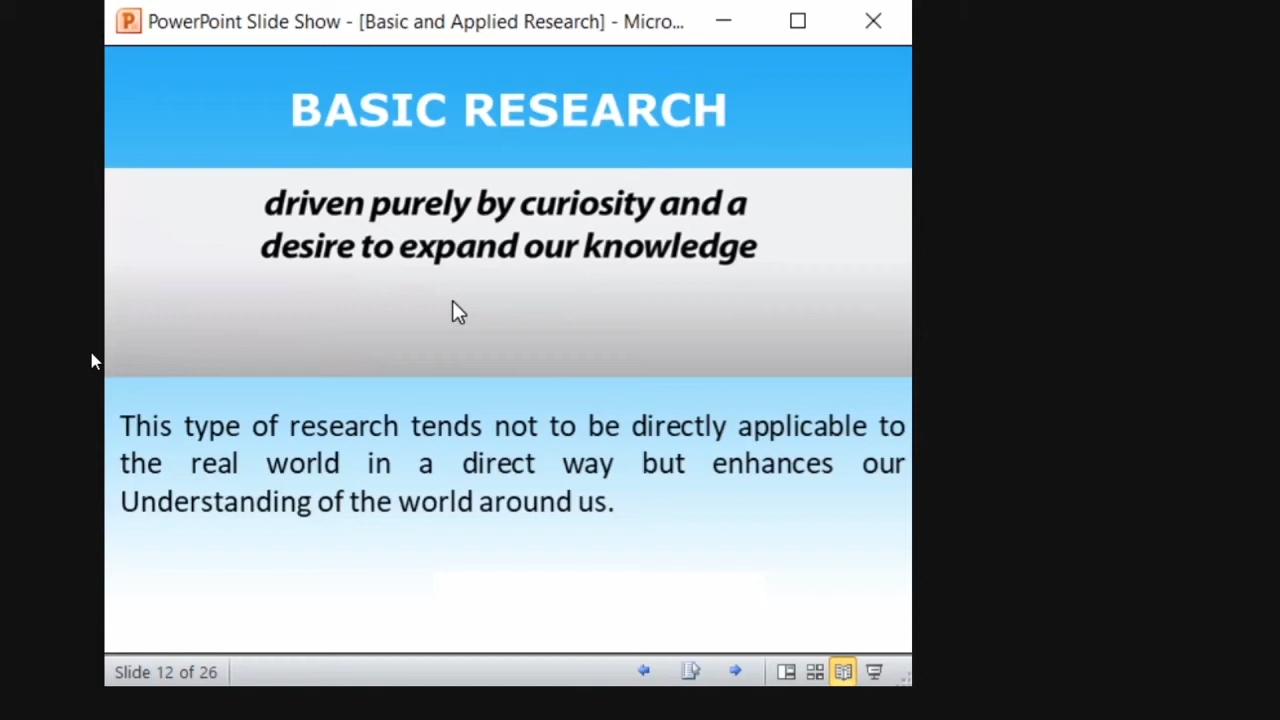 PowerPoint Slide Show - [Basic and Applied Research] - Micro...
BASIC RESEARCH
driven purely by curiosity and a
desire to expand our knowledge
This type of research tends not to be directly applicable to
the real world in a direct way but enhances our
Understanding of the world around us.
Slide 12 of 26